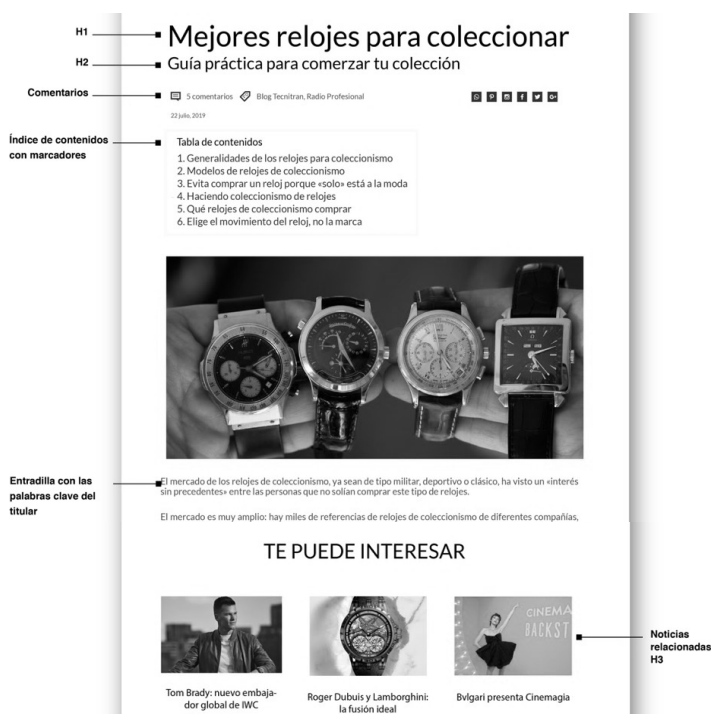 H1
Mejores relojes para coleccionar
H2
Guía práctica para comerzar tu colección
Comentarios
5 comentarios
Blog Tecnitran, Radio Profesional
22 julio, 2019
Índice de contenidos
con marcadores
Tabla de contenidos
1. Generalidades de los relojes para coleccionismo
2. Modelos de relojes de coleccionismo
3. Evita comprar un reloj porque «solo» está a la moda
4. Haciendo coleccionismo de relojes
5. Qué relojes de coleccionismo comprar
6. Elige el movimiento del reloj, no la marca
Entradilla con las
palabras clave del
titular
El mercado de los relojes de coleccionismo, ya sean de tipo militar, deportivo o clásico, ha visto un «interés
sin precedentes» entre las personas que no solían comprar este tipo de relojes.
El mercado es muy amplio: hay miles de referencias de relojes de coleccionismo de diferentes compañías,
TE PUEDE INTERESAR
CINEMA
BACKST
Noticias
relacionadas
H3
Tom Brady: nuevo embaja-
dor global de IWC
Roger Dubuis y Lamborghini:
la fusión ideal
Bvlgari presenta Cinemagia